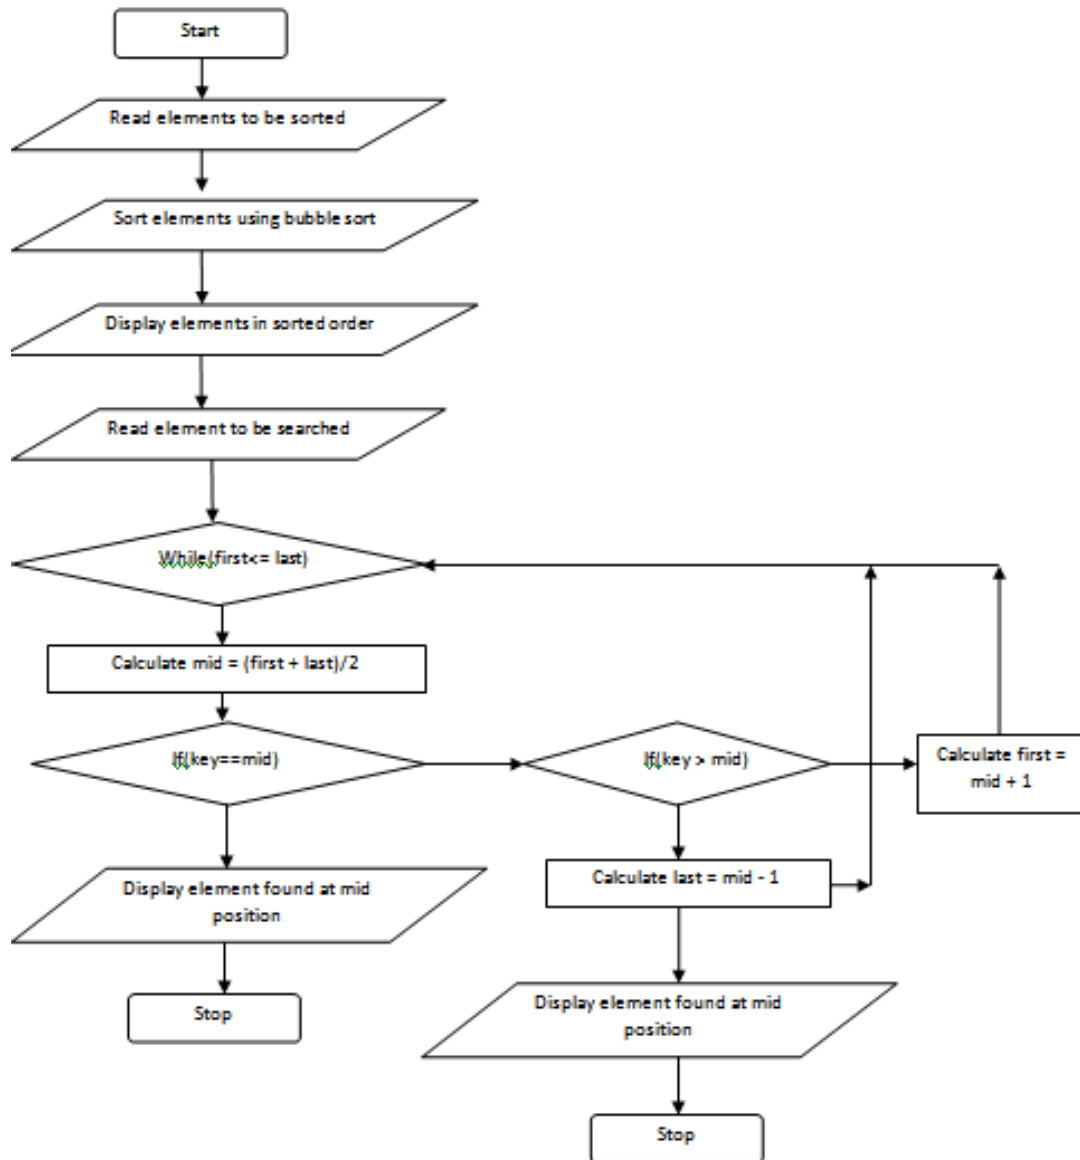 Start
Read elements to be sorted
Sort elements using bubble sort
Display elements in sorted order
Read element to be searched
While(first<= last)
Calculate mid = (first + last)/2
If(key==mid)
If(key > mid)
Calculate first =
mid + 1
Calculate last = mid - 1
Display element found at mid
position
Stop
Display element found at mid
position
Stop